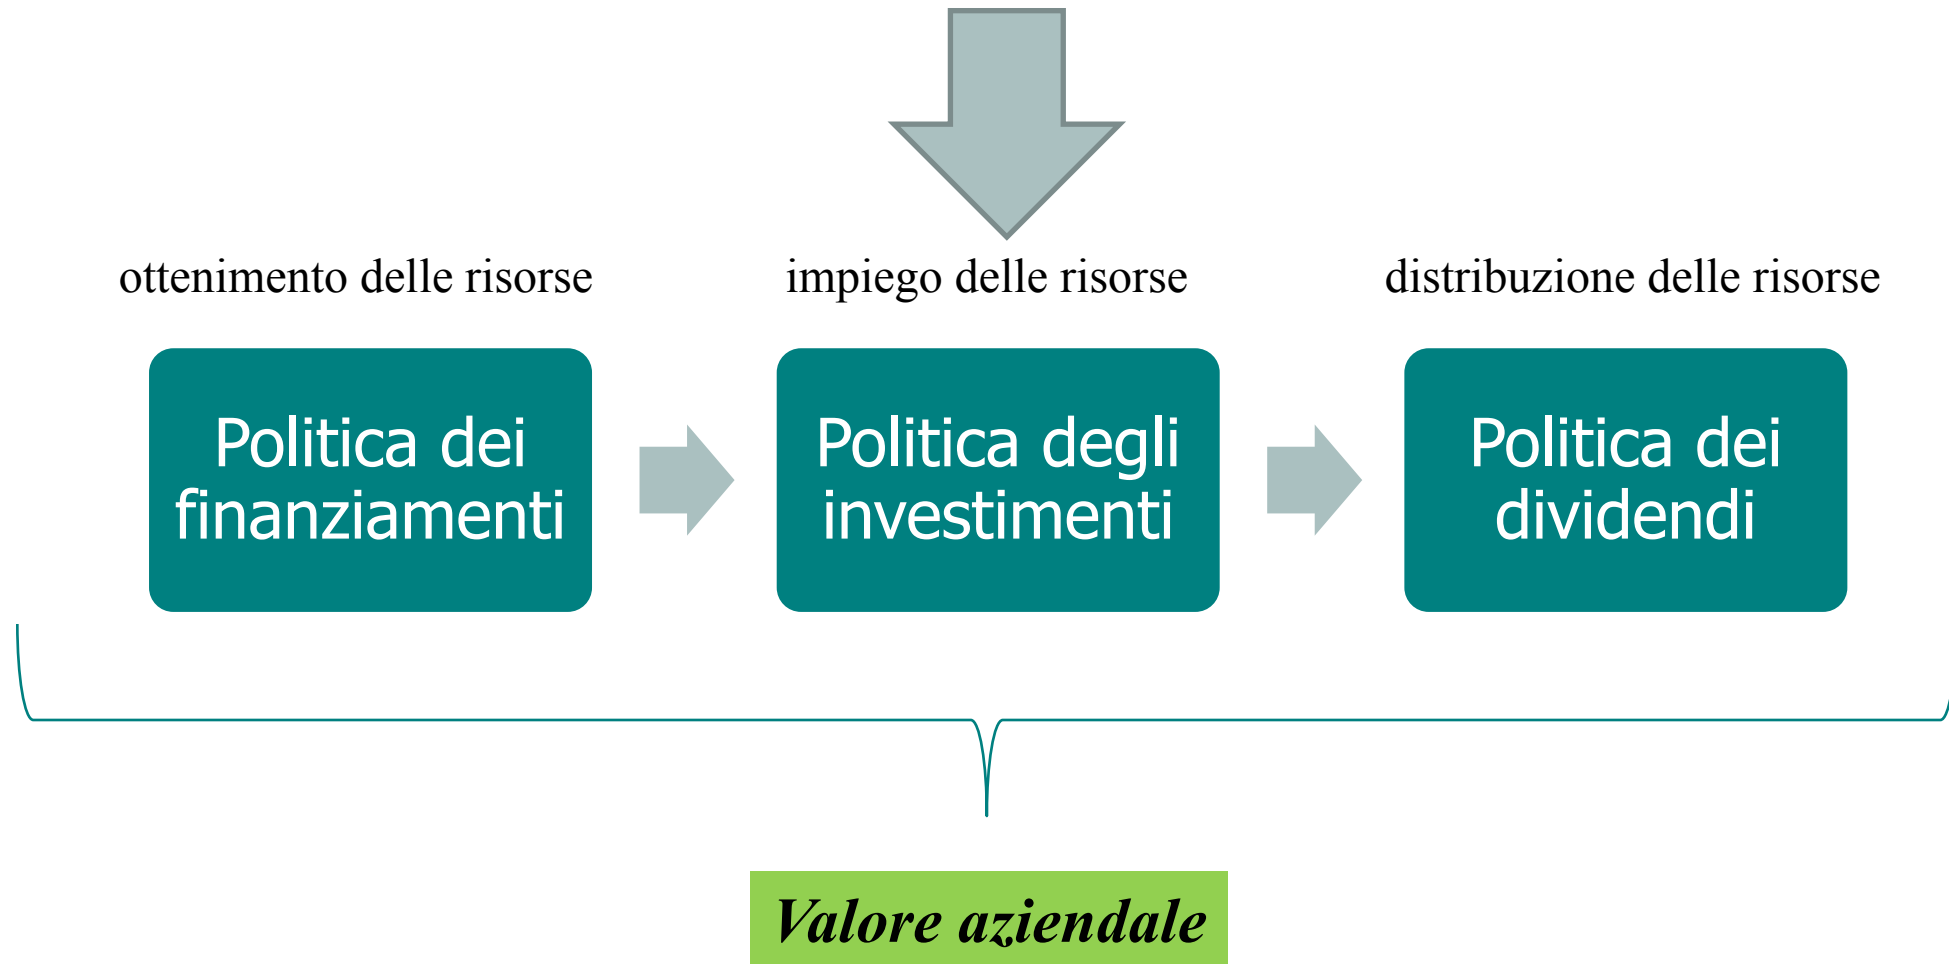 ottenimento delle risorse
impiego delle risorse
distribuzione delle risorse
Politica dei
finanziamenti
Politica degli
investimenti
Politica dei
dividendi
Valore aziendale